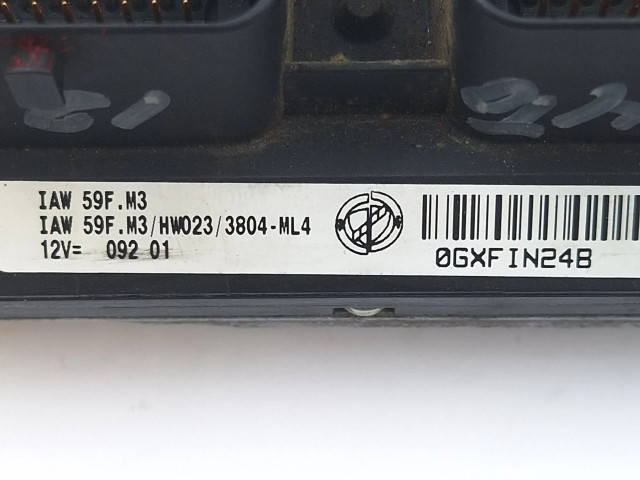 IAW 59F.M3
IAW 59F.M3/HW023/3804-ML4
12V= 092 01
0GXFIN24B